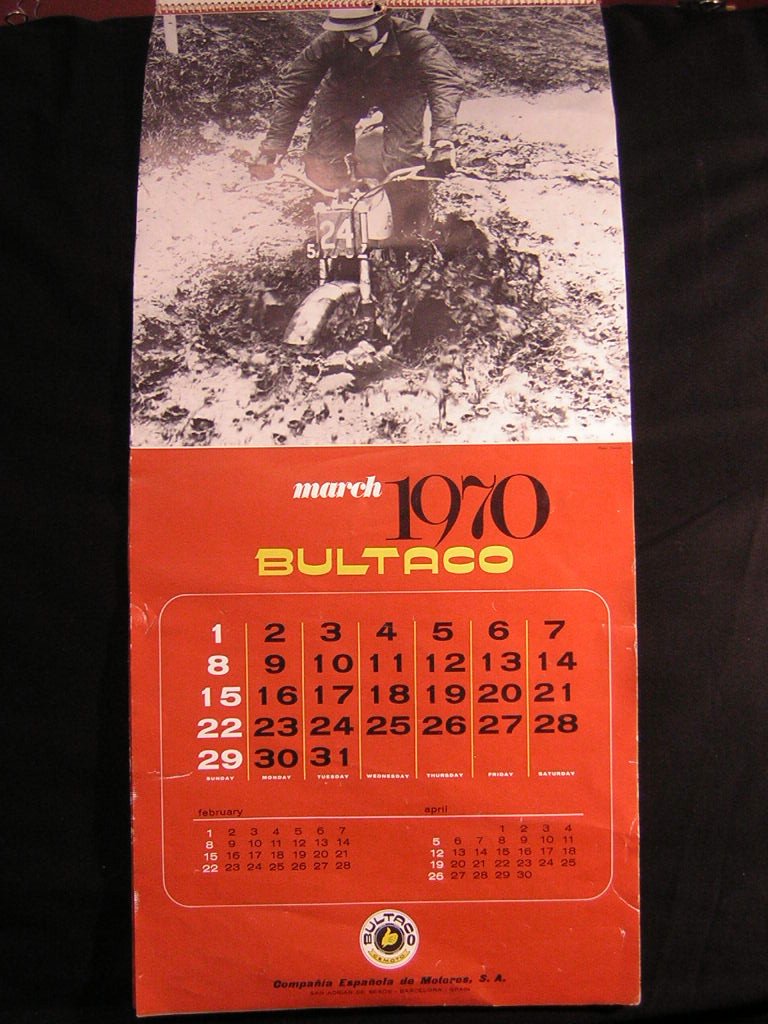 24
march 1970
BULTACO
1 2 3 4 5 6 7
8 9 10 11 12 13 14
15 16 17 18 19 20 21
22 23 24 25 26 27 28
29 30 31
SUNDAY MONDAY TUESDAY WEDNESDAY THURSDAY FRIDAY SATURDAY
february
1 2 3 4 5 6 7
8 9 10 11 12 13 14
15 16 17 18 19 20 21
22 23 24 25 26 27 28
april
1 2 3 4
5 6 7 8 9 10 11
12 13 14 15 16 17 18
19 20 21 22 23 24 25
26 27 28 29 30
BULTACO
CEMOTO
Compañia Española de Motores, S. A.
SAN ADRIAN DE BESOS - BARCELONA - SPAIN